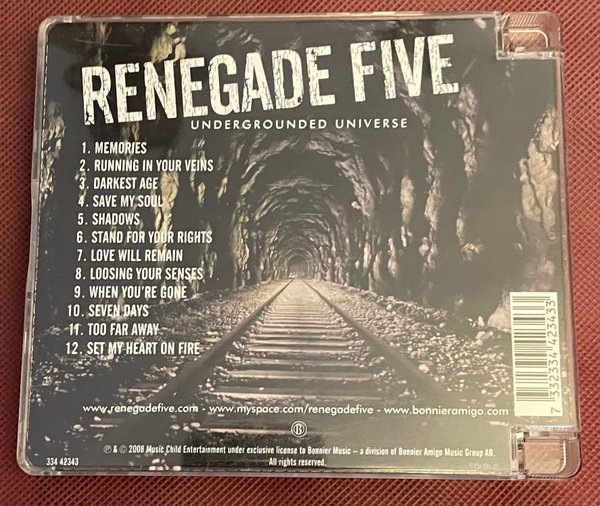 RENEGADE FIVE
UNDERGROUNDED UNIVERSE
1. MEMORIES
2. RUNNING IN YOUR VEINS
3. DARKEST AGE
4. SAVE MY SOUL
5. SHADOWS
6. STAND FOR YOUR RIGHTS
7. LOVE WILL REMAIN
8. LOOSING YOUR SENSES
9. WHEN YOU'RE GONE
10. SEVEN DAYS
11. TOO FAR AWAY
12. SET MY HEART ON FIRE
7 332334 423433
www.renegadefive.com - www.myspace.com/renegadefive - www.bonnieramigo.com
B
℗ & © 2008 Music Child Entertainment under exclusive license to Bonnier Music – a division of Bonnier Amigo Music Group AB.
All rights reserved.
334 42343